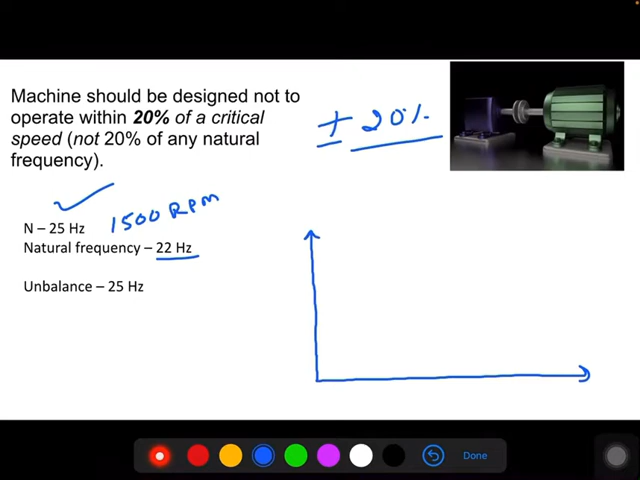 Machine should be designed not to
operate within 20% of a critical
speed (not 20% of any natural
frequency).
± 20%
N – 25 Hz
1500 RPM
Natural frequency – 22 Hz
Unbalance – 25 Hz
Done